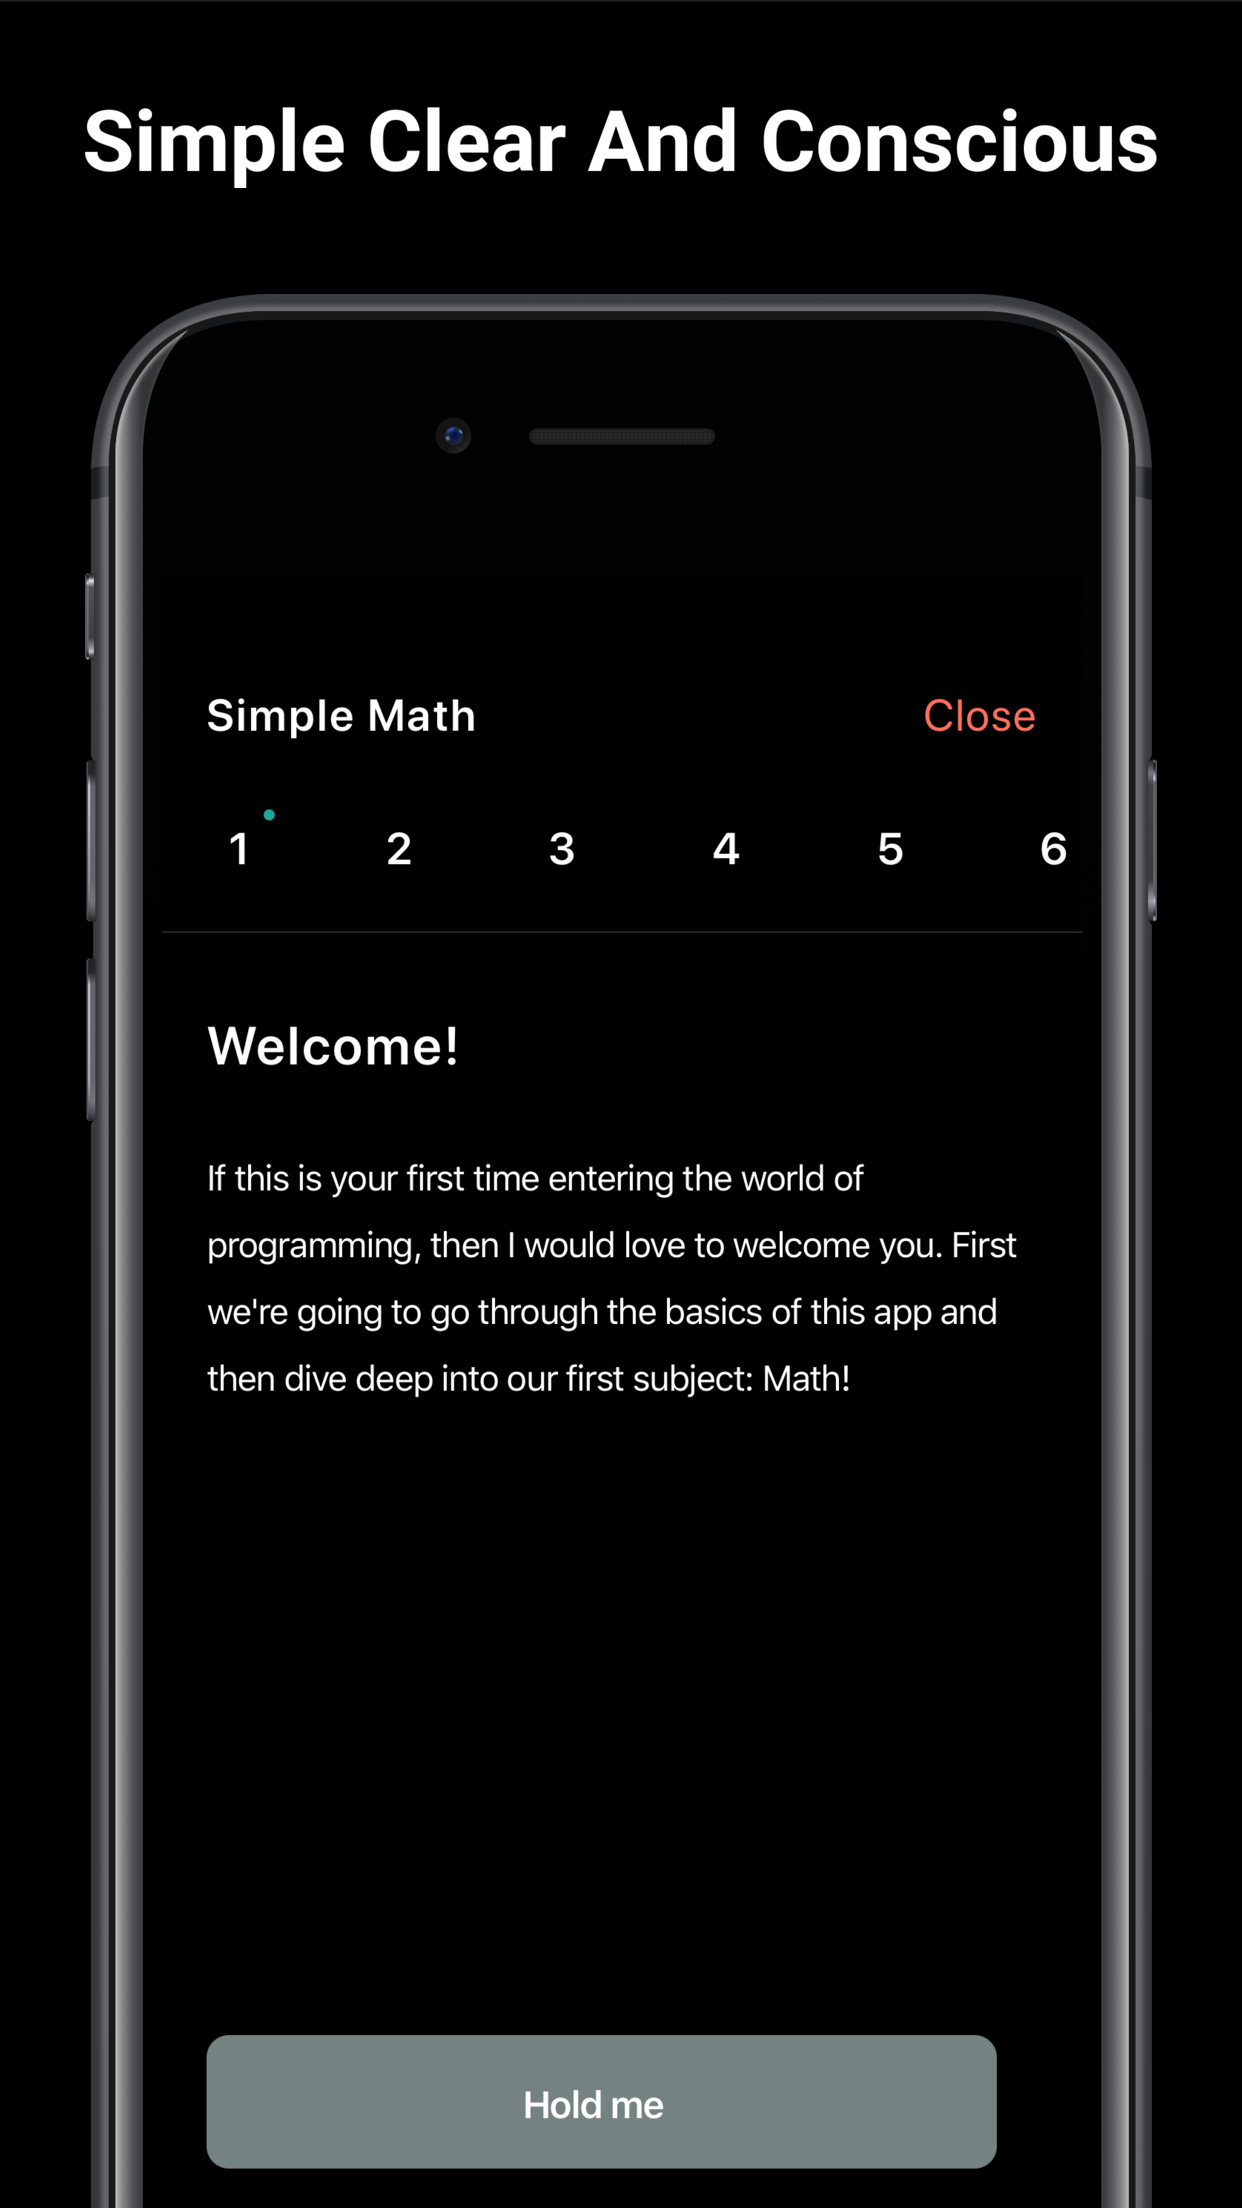 Simple Clear And Conscious
Simple Math Close
1 2 3 4 5 6
Welcome!
If this is your first time entering the world of
programming, then I would love to welcome you. First
we're going to go through the basics of this app and
then dive deep into our first subject: Math!
Hold me